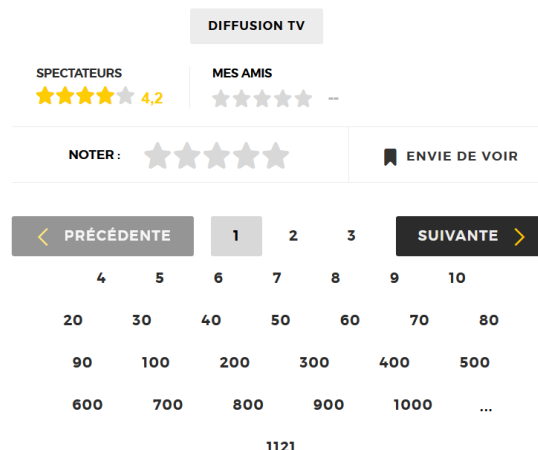 DIFFUSION TV
SPECTATEURS MES AMIS
4,2 --
NOTER : ENVIE DE VOIR
PRÉCÉDENTE 1 2 3 SUIVANTE
4 5 6 7 8 9 10
20 30 40 50 60 70 80
90 100 200 300 400 500
600 700 800 900 1000 ...
1121